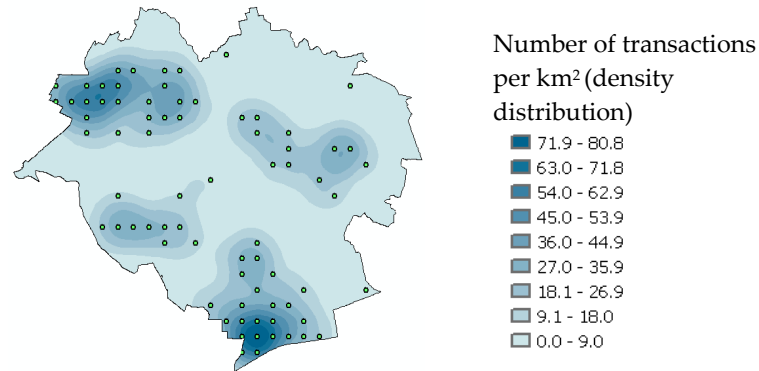 Number of transactions
per km² (density
distribution)
71.9 - 80.8
63.0 - 71.8
54.0 - 62.9
45.0 - 53.9
36.0 - 44.9
27.0 - 35.9
18.1 - 26.9
9.1 - 18.0
0.0 - 9.0